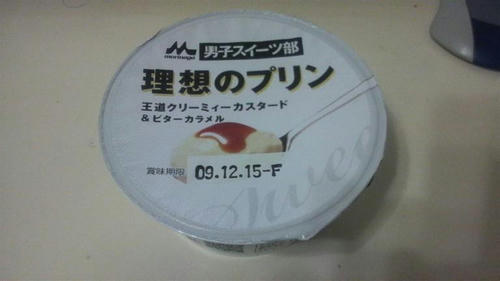 morinaga 男子スイーツ部
理想のプリン
王道クリーミィーカスタード
&ビターカラメル
賞味期限 09.12.15-F
Sweet